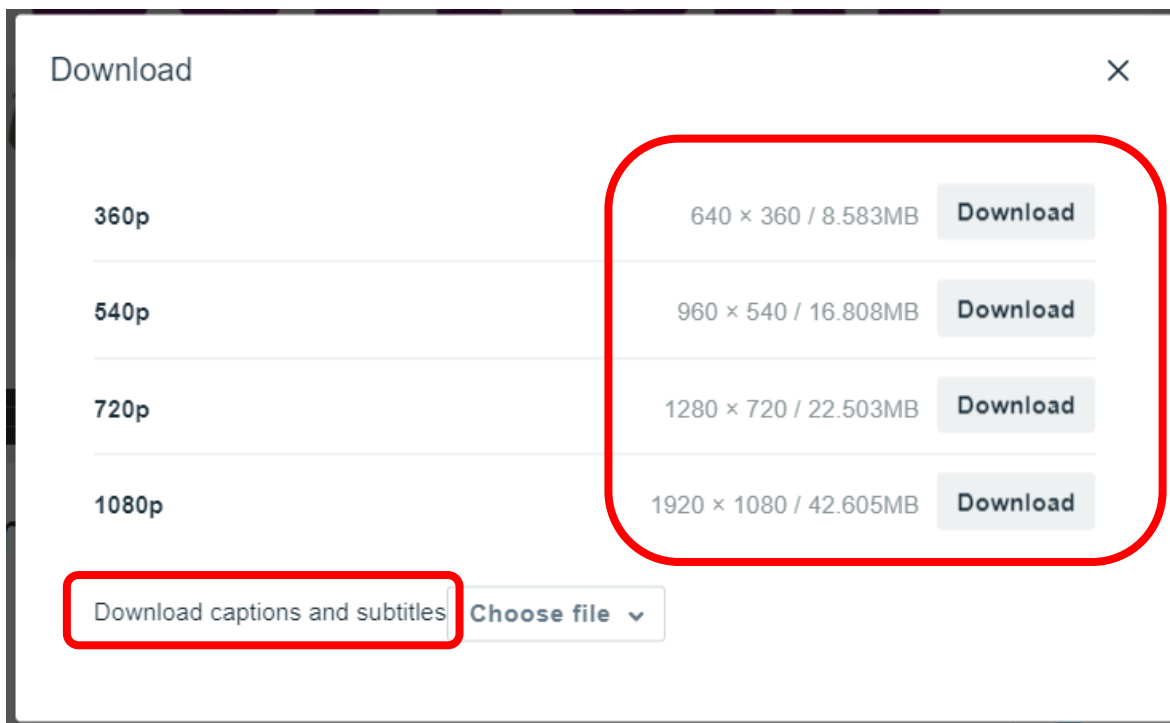 Download
360p 640 × 360 / 8.583MB Download
540p 960 × 540 / 16.808MB Download
720p 1280 × 720 / 22.503MB Download
1080p 1920 × 1080 / 42.605MB Download
Download captions and subtitles Choose file